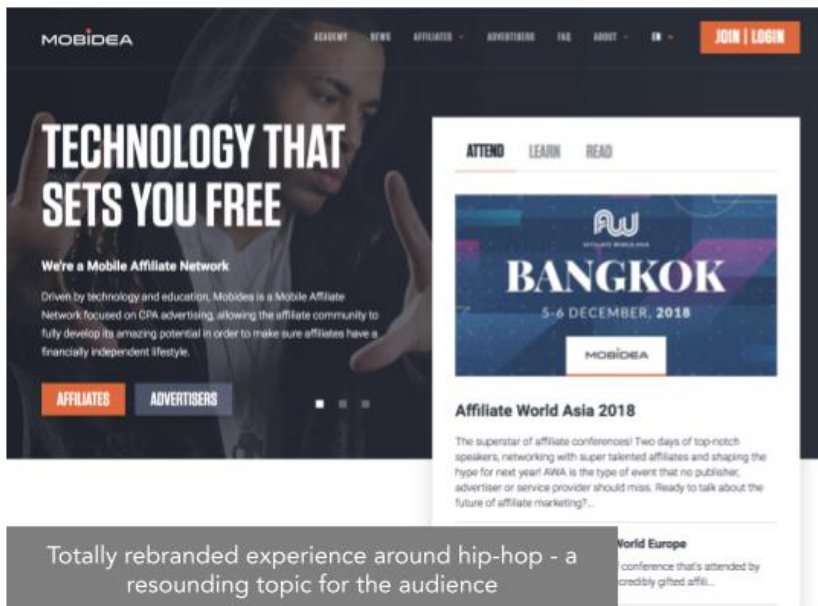 MOBIDEA
ACADEMY NEWS AFFILIATES ADVERTISERS FAQ ABOUT EN
JOIN | LOGIN
TECHNOLOGY THAT
SETS YOU FREE
We're a Mobile Affiliate Network
Driven by technology and education, Mobidea is a Mobile Affiliate
Network focused on CPA advertising, allowing the affiliate community to
fully develop its amazing potential in order to make sure affiliates have a
financially independent lifestyle.
AFFILIATES ADVERTISERS
ATTEND LEARN READ
AW
AFFILIATE WORLD ASIA
BANGKOK
5-6 DECEMBER, 2018
MOBIDEA
Affiliate World Asia 2018
The superstar of affiliate conferences! Two days of top-notch
speakers, networking with super talented affiliates and shaping the
hype for next year! AWA is the type of event that no publisher,
advertiser or service provider should miss. Ready to talk about the
future of affiliate marketing?...
World Europe
conference that's attended by
credibly gifted affili...
Totally rebranded experience around hip-hop - a
resounding topic for the audience